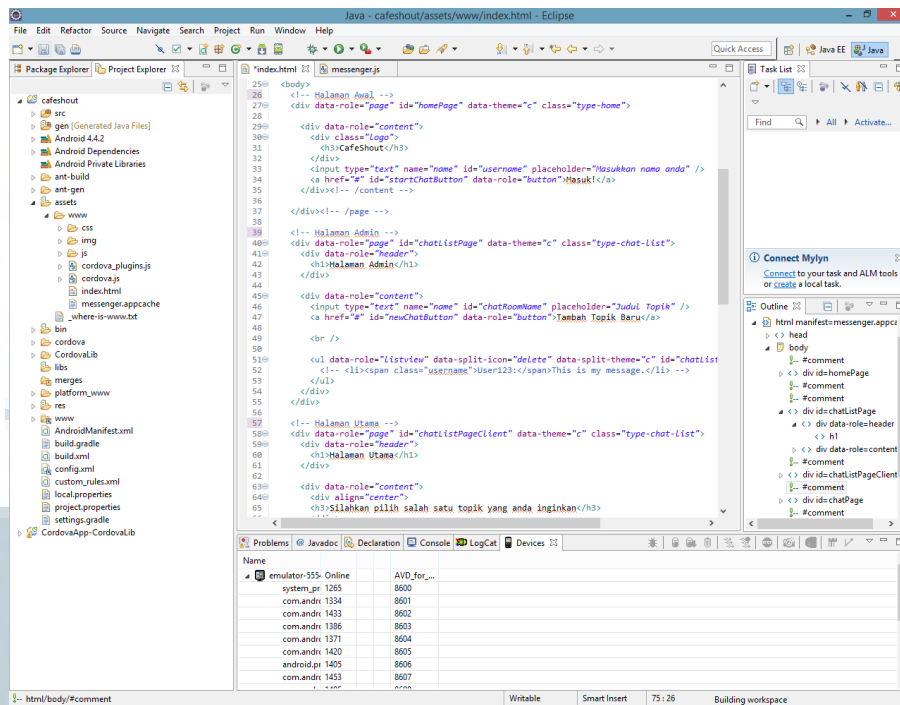 Java - cafeshout/assets/www/index.html - Eclipse
File Edit Refactor Source Navigate Search Project Run Window Help
Quick Access Java EE Java
Package Explorer Project Explorer
cafeshout
src
gen [Generated Java Files]
Android 4.4.2
Android Dependencies
Android Private Libraries
ant-build
ant-gen
assets
www
css
img
js
cordova_plugins.js
cordova.js
index.html
messenger.appcache
_where-is-www.txt
bin
cordova
CordovaLib
libs
merges
platform_www
res
www
AndroidManifest.xml
build.gradle
build.xml
config.xml
custom_rules.xml
local.properties
project.properties
settings.gradle
CordovaApp-CordovaLib
*index.html messenger.js
25 <body>
26 <!-- Halaman Awal -->
27 <div data-role="page" id="homePage" data-theme="c" class="type-home">
28
29 <div data-role="content">
30 <div class="logo">
31 <h3>CafeShout</h3>
32 </div>
33 <input type="text" name="name" id="username" placeholder="Masukkan nama anda" />
34 <a href="#" id="startChatButton" data-role="button">Masuk!</a>
35 </div><!-- /content -->
36
37 </div><!-- /page -->
38
39 <!-- Halaman Admin -->
40 <div data-role="page" id="chatListPage" data-theme="c" class="type-chat-list">
41 <div data-role="header">
42 <h1>Halaman Admin</h1>
43 </div>
44
45 <div data-role="content">
46 <input type="text" name="name" id="chatRoomName" placeholder="Judul Topik" />
47 <a href="#" id="newChatButton" data-role="button">Tambah Topik Baru</a>
48
49 <br />
50
51 <ul data-role="listview" data-split-icon="delete" data-split-theme="c" id="chatList
52 <!-- <li><span class="username">User123:</span>This is my message.</li> -->
53 </ul>
54 </div>
55 </div>
56
57 <!-- Halaman Utama -->
58 <div data-role="page" id="chatListPageClient" data-theme="c" class="type-chat-list">
59 <div data-role="header">
60 <h1>Halaman Utama</h1>
61 </div>
62
63 <div data-role="content">
64 <div align="center">
65 <h3>Silahkan pilih salah satu topik yang anda inginkan</h3>
Task List
Find All Activate...
Connect Mylyn
Connect to your task and ALM tools
or create a local task.
Outline
html manifest=messenger.appca
head
body
#comment
div id=homePage
#comment
#comment
div id=chatListPage
div data-role=header
h1
div data-role=content
#comment
div id=chatListPageClient
#comment
div id=chatPage
#comment
Problems Javadoc Declaration Console LogCat Devices
Name
emulator-555 Online AVD_for_...
system_pr 1265 8600
com.andro 1334 8601
com.andro 1433 8602
com.andro 1386 8603
com.andro 1371 8604
com.andro 1420 8605
android.pr 1405 8606
com.andro 1453 8607
html/body/#comment Writable Smart Insert 75 : 26 Building workspace